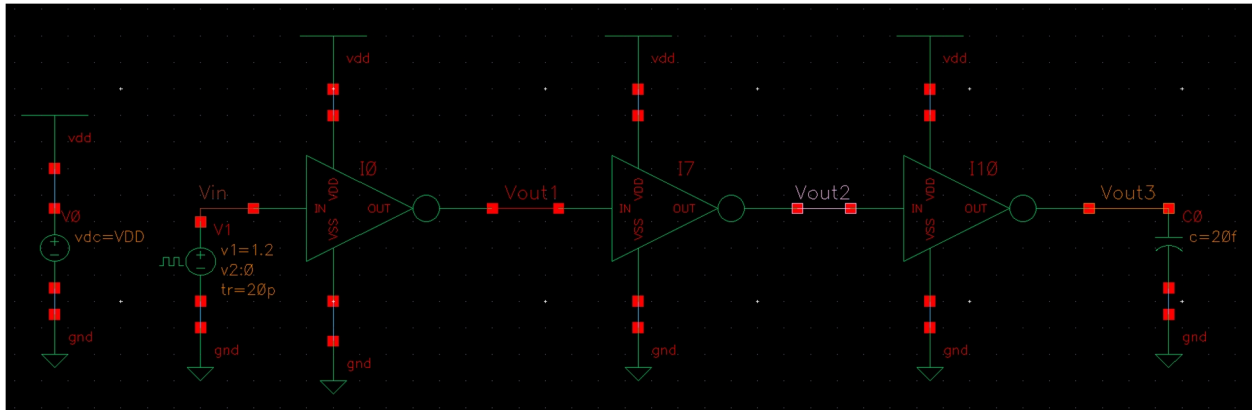 vdd
V0
vdc=VDD
gnd
Vin
V1
v1=1.2
v2:0
tr=20p
gnd
vdd
I0
VDD
IN
OUT
VSS
gnd
Vout1
vdd
I7
VDD
IN
OUT
VSS
gnd
Vout2
vdd
I10
VDD
IN
OUT
VSS
gnd
Vout3
C0
c=20f
gnd